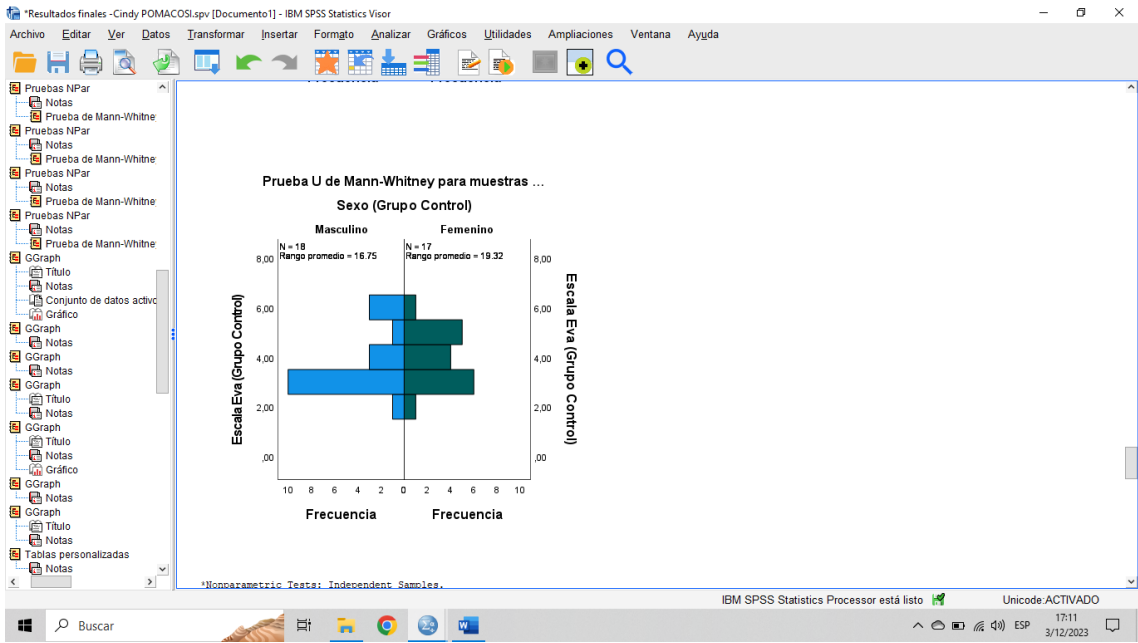 *Resultados finales -Cindy POMACOSI.spv [Documento1] - IBM SPSS Statistics Visor
Archivo Editar Ver Datos Transformar Insertar Formato Analizar Gráficos Utilidades Ampliaciones Ventana Ayuda
Pruebas NPar
Notas
Prueba de Mann-Whitne
Pruebas NPar
Notas
Prueba de Mann-Whitne
Pruebas NPar
Notas
Prueba de Mann-Whitne
Pruebas NPar
Notas
Prueba de Mann-Whitne
GGraph
Título
Notas
Conjunto de datos activo
Gráfico
GGraph
Notas
GGraph
Notas
GGraph
Título
Notas
GGraph
Título
Notas
Gráfico
GGraph
Notas
GGraph
Título
Notas
Tablas personalizadas
Notas
Prueba U de Mann-Whitney para muestras ...
Sexo (Grupo Control)
Masculino Femenino
N = 18 N = 17
Rango promedio = 16.75 Rango promedio = 19.32
8,00 8,00
6,00 6,00
4,00 4,00
2,00 2,00
,00 ,00
Escala Eva (Grupo Control)
Escala Eva (Grupo Control)
10 8 6 4 2 0 2 4 6 8 10
Frecuencia Frecuencia
*Nonparametric Tests: Independent Samples.
IBM SPSS Statistics Processor está listo Unicode:ACTIVADO
Buscar
ESP
17:11
3/12/2023